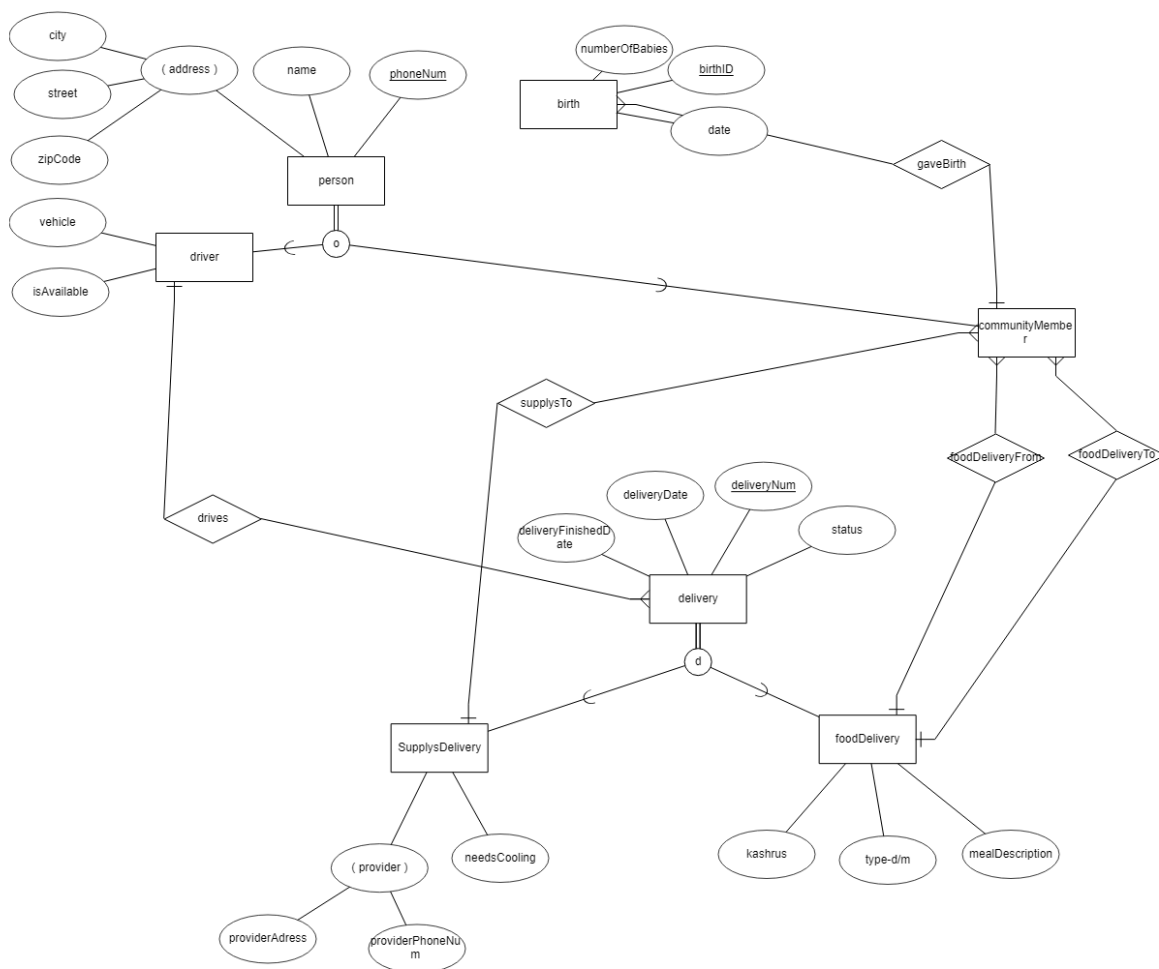 city
( address )
name
phoneNum
street
zipCode
person
numberOfBabies
birthID
birth
date
gaveBirth
vehicle
driver
o
isAvailable
communityMembe
r
supplysTo
foodDeliveryFrom
foodDeliveryTo
drives
deliveryDate
deliveryNum
deliveryFinishedD
ate
status
delivery
d
SupplysDelivery
foodDelivery
( provider )
needsCooling
kashrus
type-d/m
mealDescription
providerAdress
providerPhoneNu
m